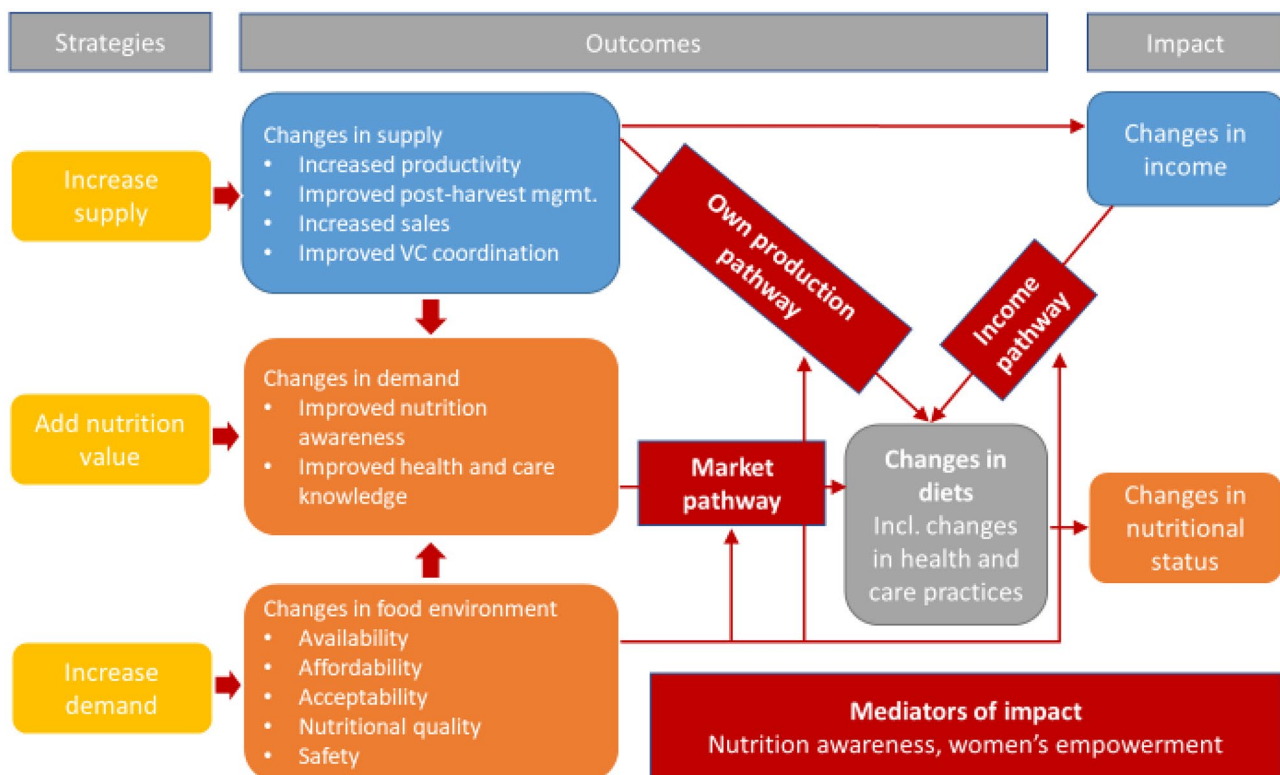 Strategies
Outcomes
Impact
Increase
supply
Changes in supply
• Increased productivity
• Improved post-harvest mgmt.
• Increased sales
• Improved VC coordination
Own production
pathway
Changes in
income
Income
pathway
Add nutrition
value
Changes in demand
• Improved nutrition
awareness
• Improved health and care
knowledge
Market
pathway
Changes in
diets
Incl. changes
in health and
care practices
Changes in
nutritional
status
Increase
demand
Changes in food environment
• Availability
• Affordability
• Acceptability
• Nutritional quality
• Safety
Mediators of impact
Nutrition awareness, women’s empowerment